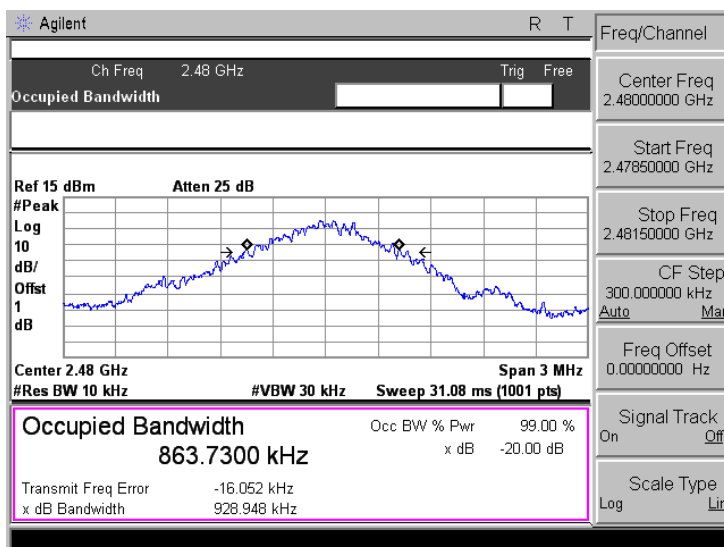 Agilent R T
Freq/Channel
Ch Freq 2.48 GHz Trig Free
Occupied Bandwidth
Center Freq
2.48000000 GHz
Start Freq
2.47850000 GHz
Stop Freq
2.48150000 GHz
CF Step
300.000000 kHz
Auto Man
Freq Offset
0.00000000 Hz
Signal Track
On Off
Scale Type
Log Lin
Ref 15 dBm Atten 25 dB
#Peak
Log
10
dB/
Offst
1
dB
Center 2.48 GHz Span 3 MHz
#Res BW 10 kHz #VBW 30 kHz Sweep 31.08 ms (1001 pts)
Occupied Bandwidth Occ BW % Pwr 99.00 %
863.7300 kHz x dB -20.00 dB
Transmit Freq Error -16.052 kHz
x dB Bandwidth 928.948 kHz